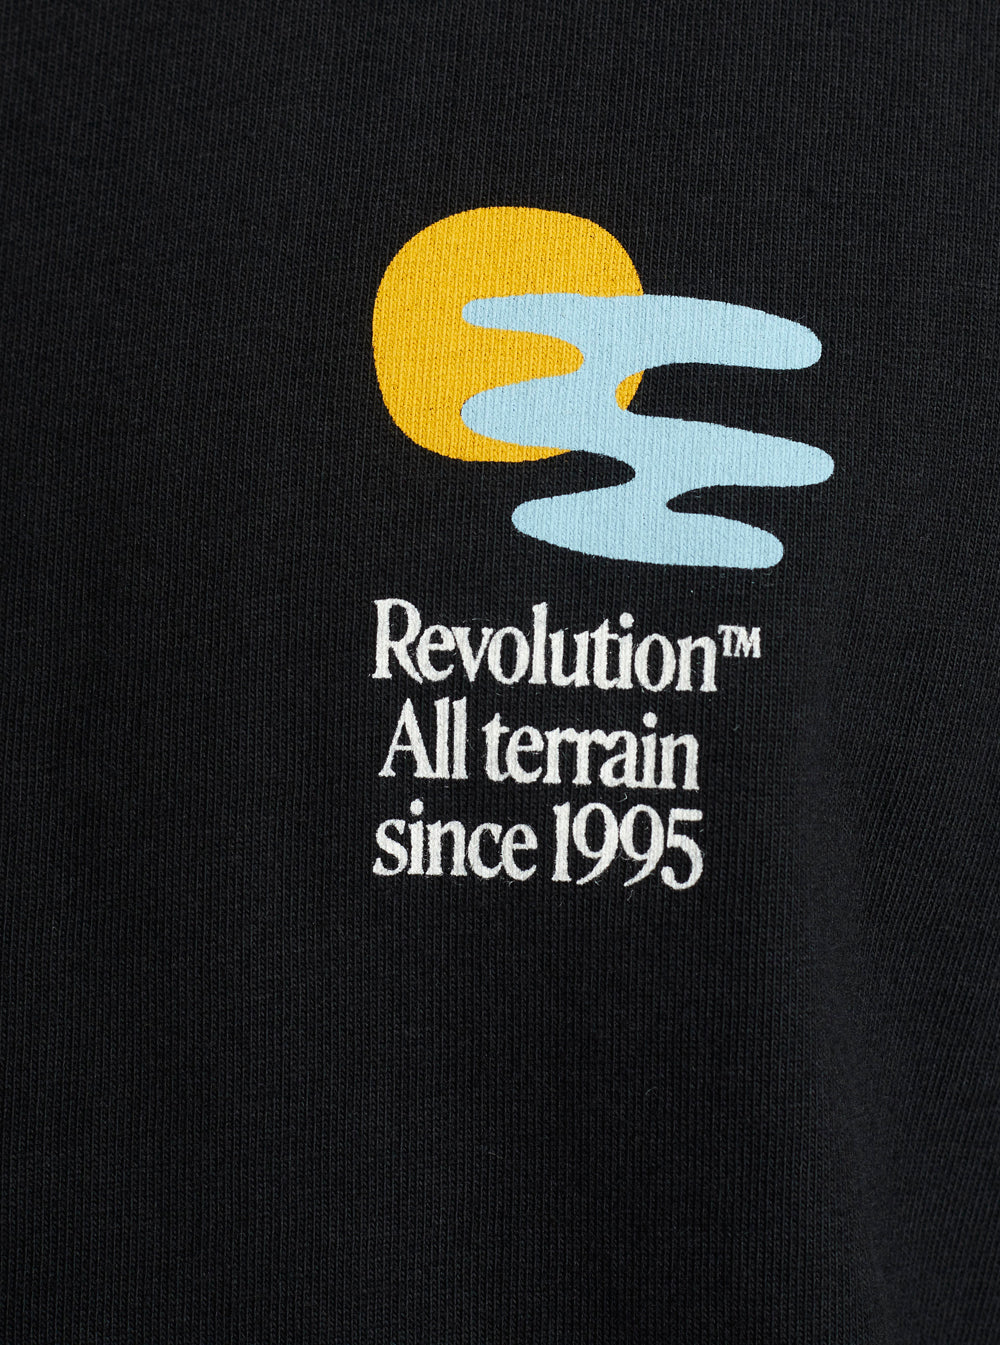 Revolution™
All terrain
since 1995